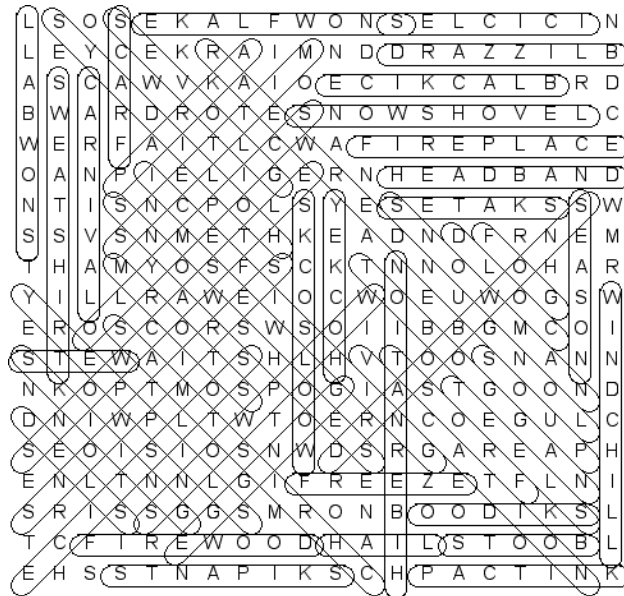 L S O S E K A L F W O N S E L C I C I N
L E Y C E K R A I M N D D R A Z Z I L B
A S C A W V K A I O E C I K C A L B R D
B W A R D R O T E S N O W S H O V E L C
W E R F A I T L C W A F I R E P L A C E
O A N P I E L I G E R N H E A D B A N D
N T I S N C P O L S Y E S E T A K S S W
S S V S N M E T H K E A D N D F R N E M
T H A M Y O S F S C K T N N O L O H A R
Y I L L R A W E I O C W O E U W O G S W
E R O S C O R S W S O I I B B G M C O I
S T E W A I T S H L H V T O O S N A N N
N K O P T M O S P O G I A S T G O O N D
D N I W P L T W T O E R N C O E G U L C
S E O I S I O S N W D S R G A R E A P H
E N L T N N L G I F R E E Z E T F L N I
S R I S S G G S M R O N B O O D I K S L
T C F I R E W O O D H A I L S T O O B L
E H S S T N A P I K S C H P A C T I N K